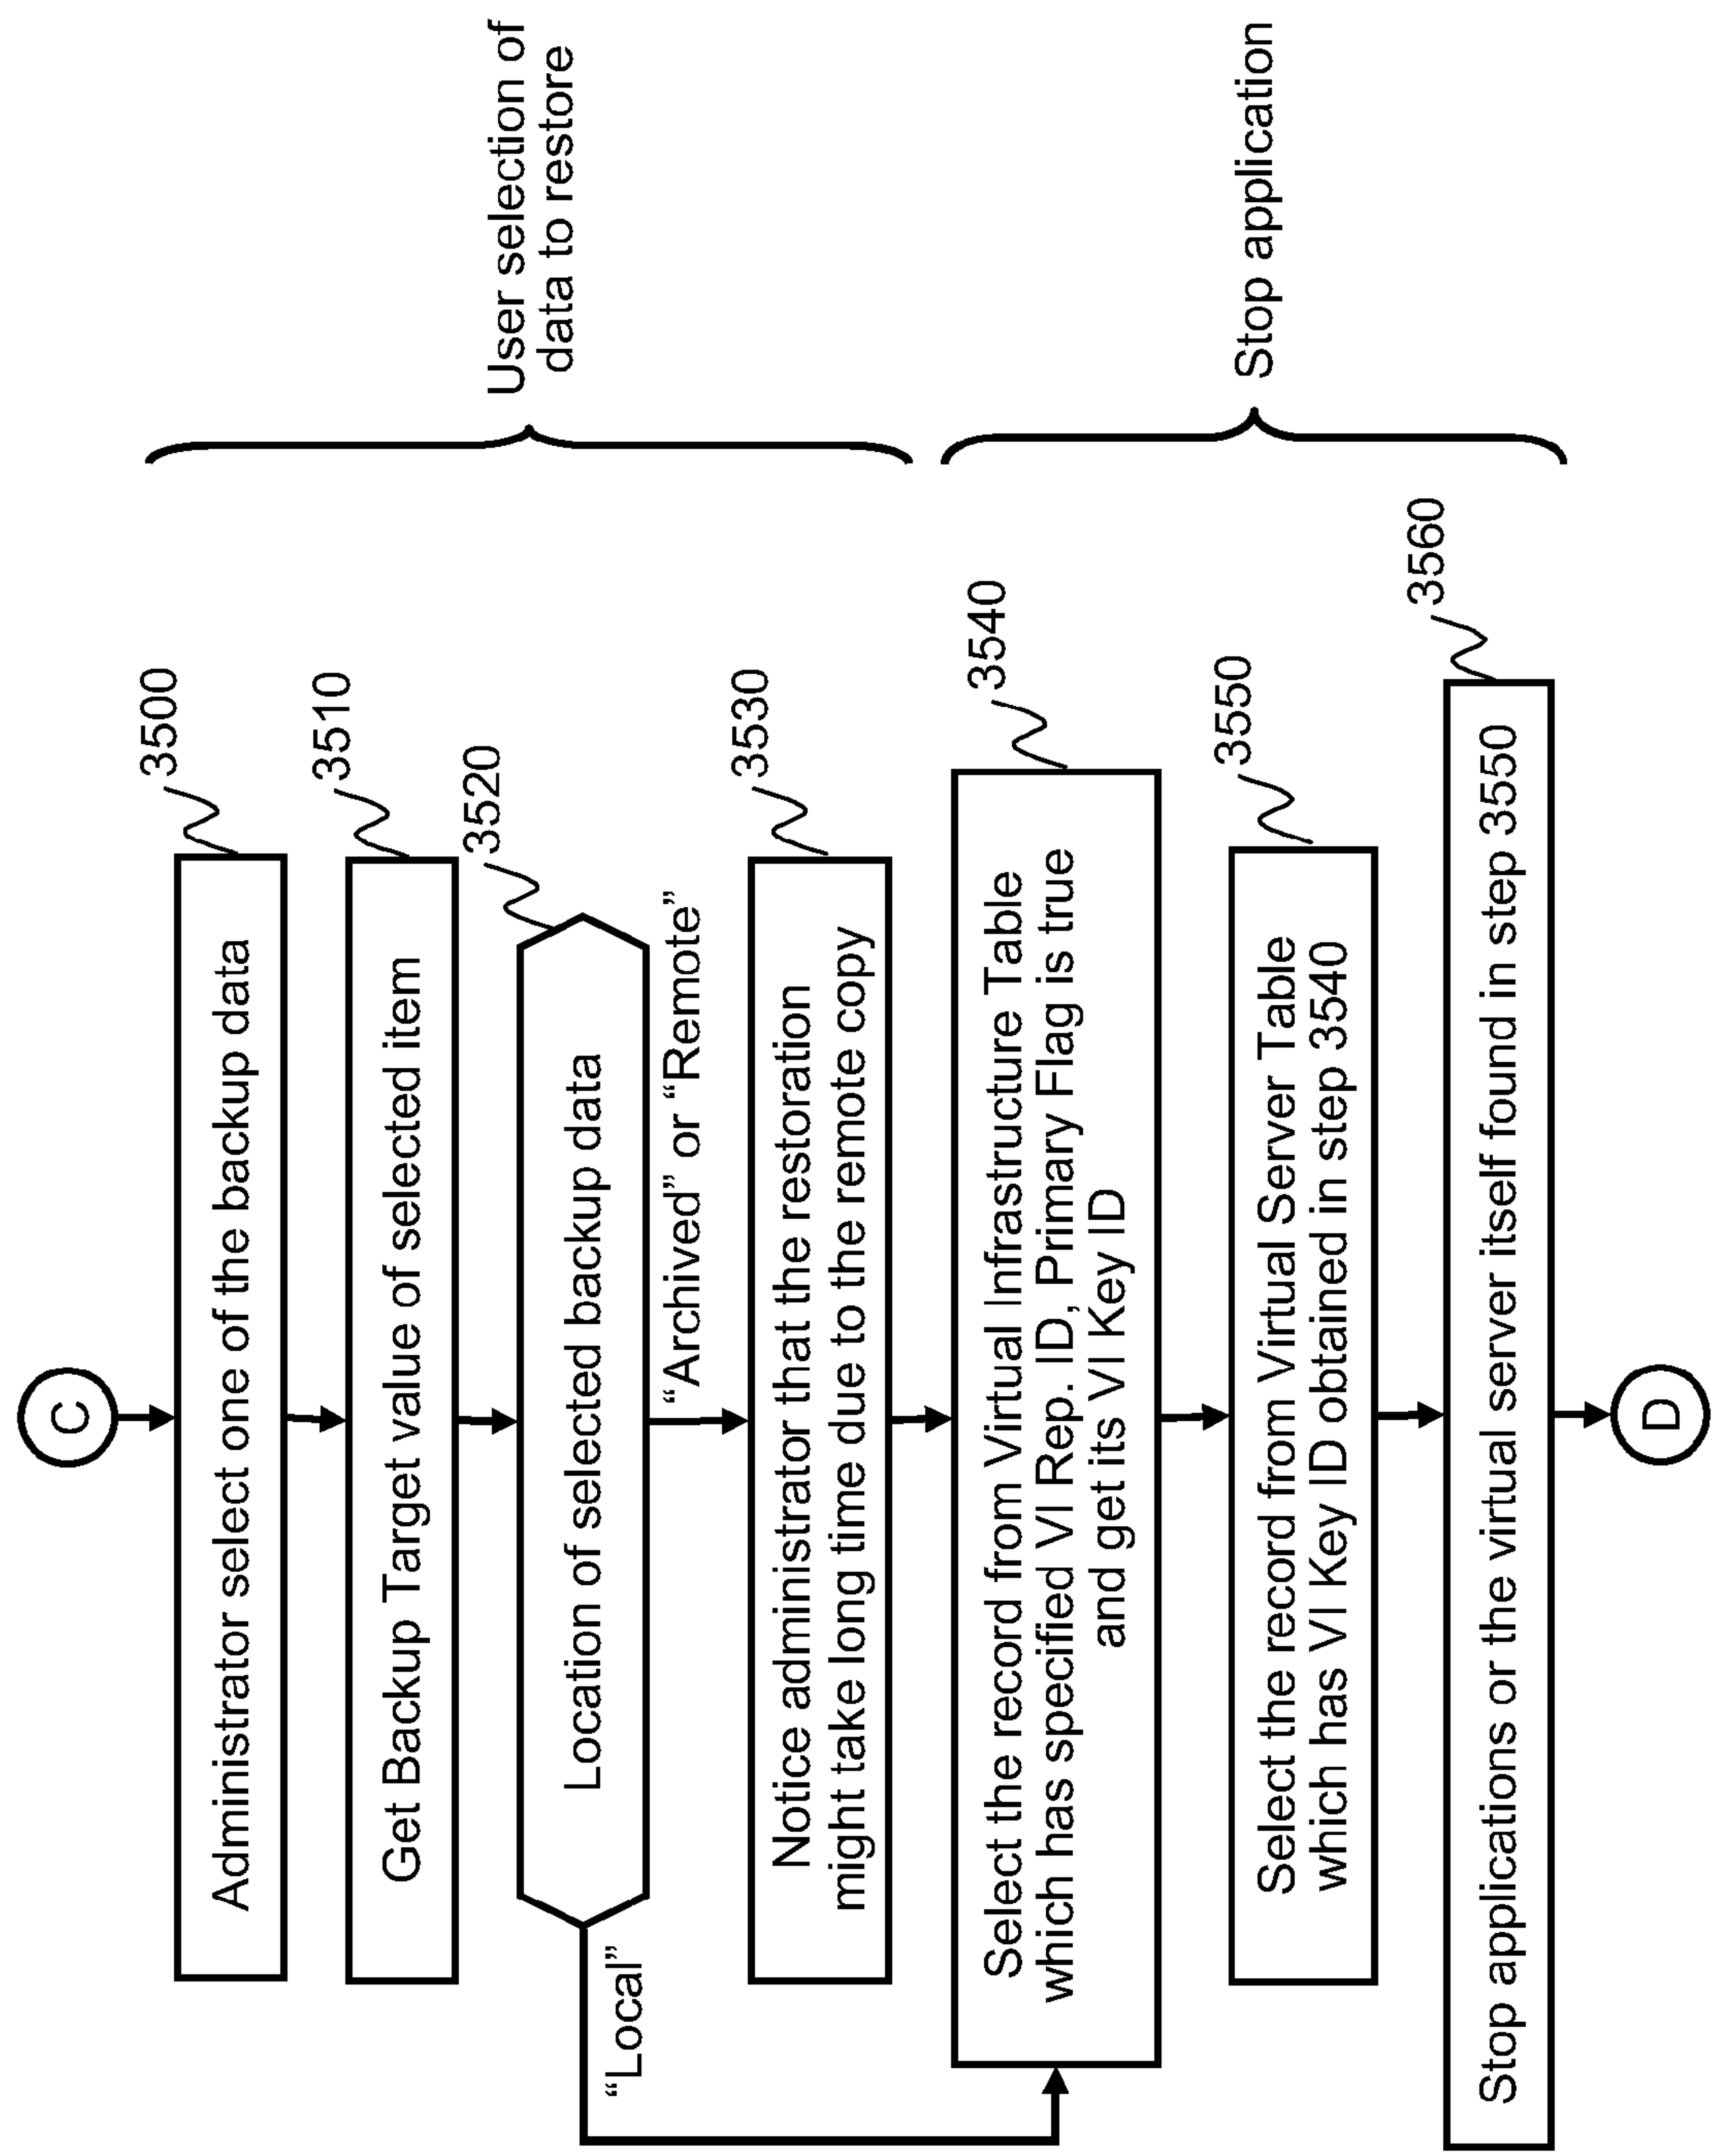 C
3500
Administrator select one of the backup data
3510
Get Backup Target value of selected item
3520
Location of selected backup data
“Local”
“Archived” or “Remote”
3530
Notice administrator that the restoration
might take long time due to the remote copy
User selection of
data to restore
3540
Select the record from Virtual Infrastructure Table
which has specified VI Rep. ID, Primary Flag is true
and get its VI Key ID
3550
Select the record from Virtual Server Table
which has VI Key ID obtained in step 3540
3560
Stop applications or the virtual server itself found in step 3550
Stop application
D